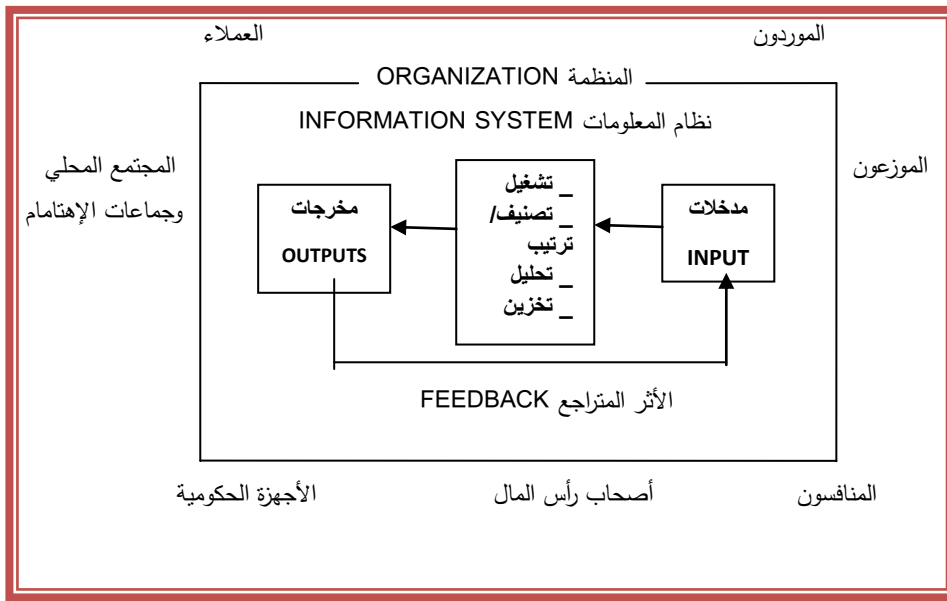 الموردون
العملاء
المنظمة ORGANIZATION
نظام المعلومات INFORMATION SYSTEM
الموزعون
المجتمع المحلي
وجماعات الإهتامام
مدخلات
INPUT
_ تشغيل
_ تصنيف/
ترتيب
_ تحليل
_ تخزين
مخرجات
OUTPUTS
الأثر المتراجع FEEDBACK
المنافسون
أصحاب رأس المال
الأجهزة الحكومية